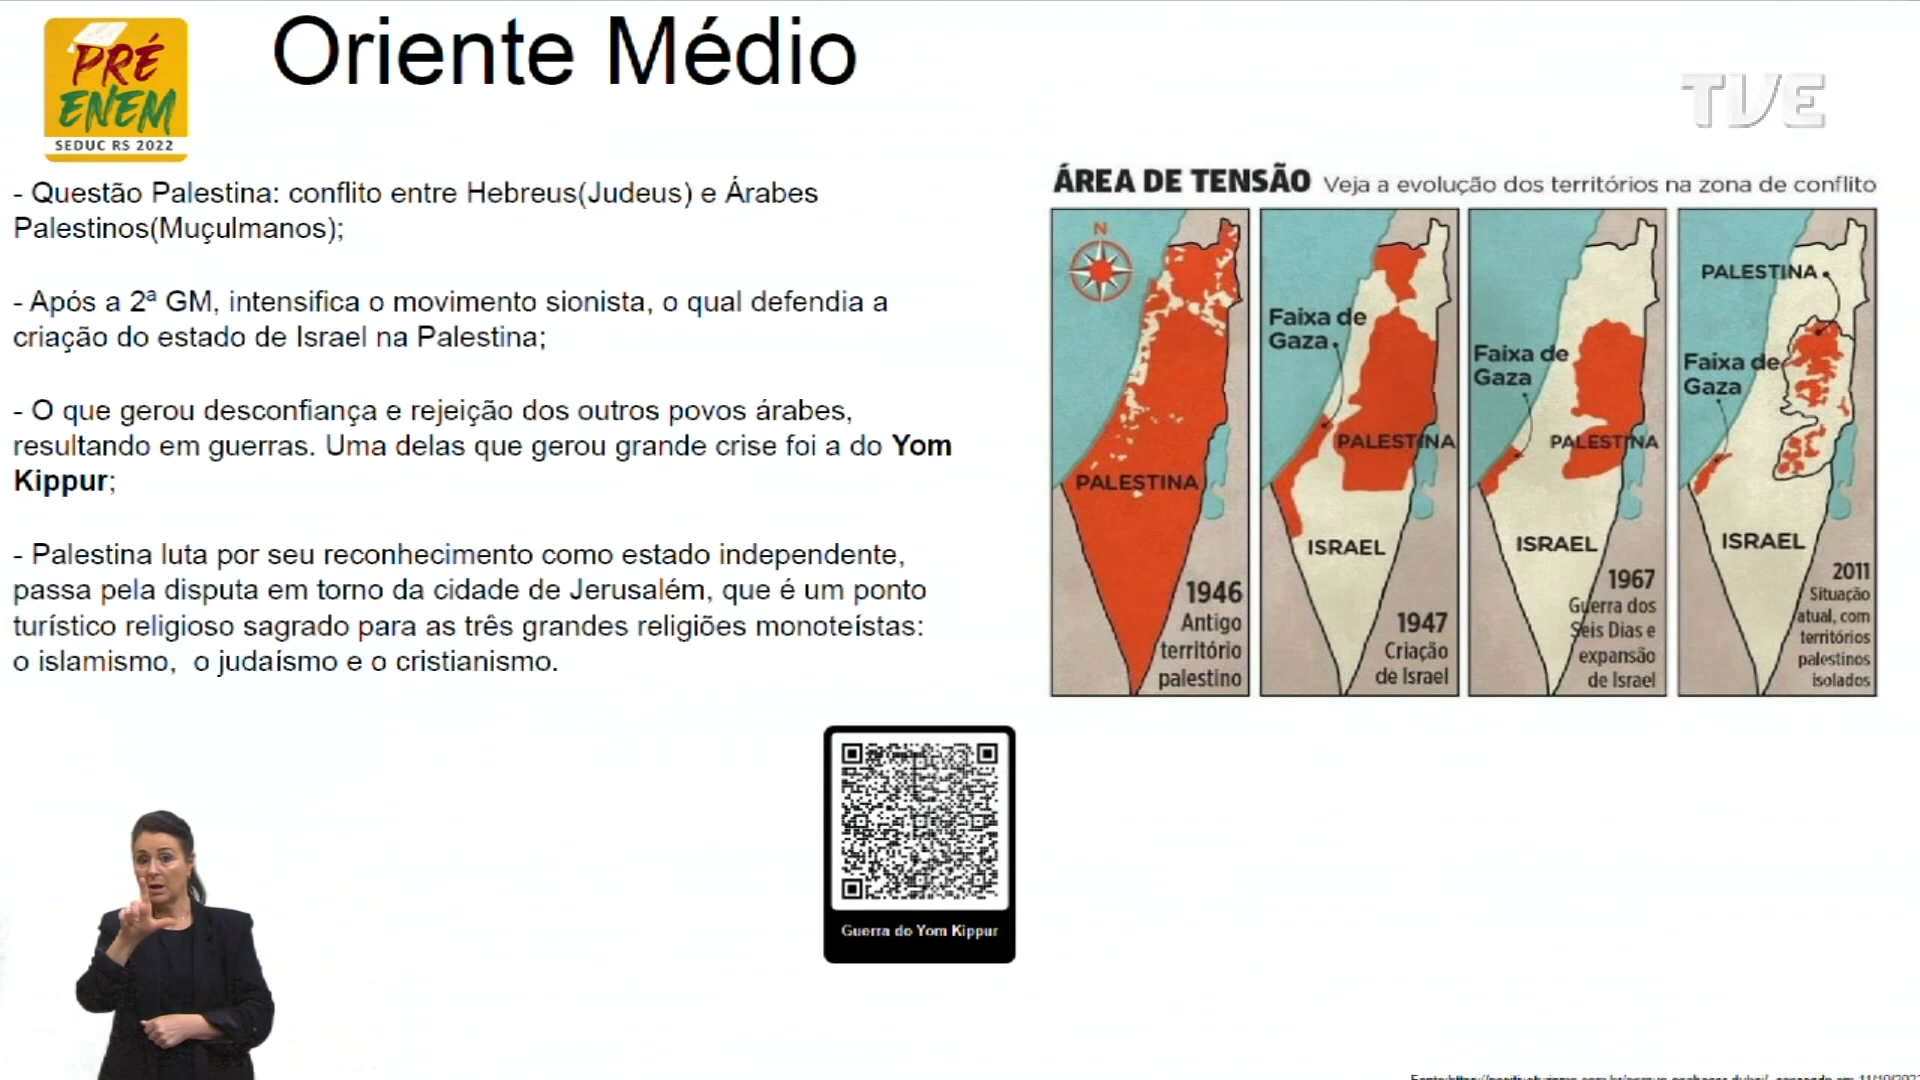 PRÉ
ENEM
SEDUC RS 2022
Oriente Médio
TVE
- Questão Palestina: conflito entre Hebreus(Judeus) e Árabes
Palestinos(Muçulmanos);
- Após a 2ª GM, intensifica o movimento sionista, o qual defendia a
criação do estado de Israel na Palestina;
- O que gerou desconfiança e rejeição dos outros povos árabes,
resultando em guerras. Uma delas que gerou grande crise foi a do Yom
Kippur;
- Palestina luta por seu reconhecimento como estado independente,
passa pela disputa em torno da cidade de Jerusalém, que é um ponto
turístico religioso sagrado para as três grandes religiões monoteístas:
o islamismo, o judaísmo e o cristianismo.
ÁREA DE TENSÃO Veja a evolução dos territórios na zona de conflito
N
PALESTINA
1946
Antigo
território
palestino
Faixa de
Gaza
PALESTINA
ISRAEL
1947
Criação
de Israel
Faixa de
Gaza
PALESTINA
ISRAEL
1967
Guerra dos
Seis Dias e
expansão
de Israel
PALESTINA
Faixa de
Gaza
ISRAEL
2011
Situação
atual, com
territórios
palestinos
isolados
Guerra do Yom Kippur